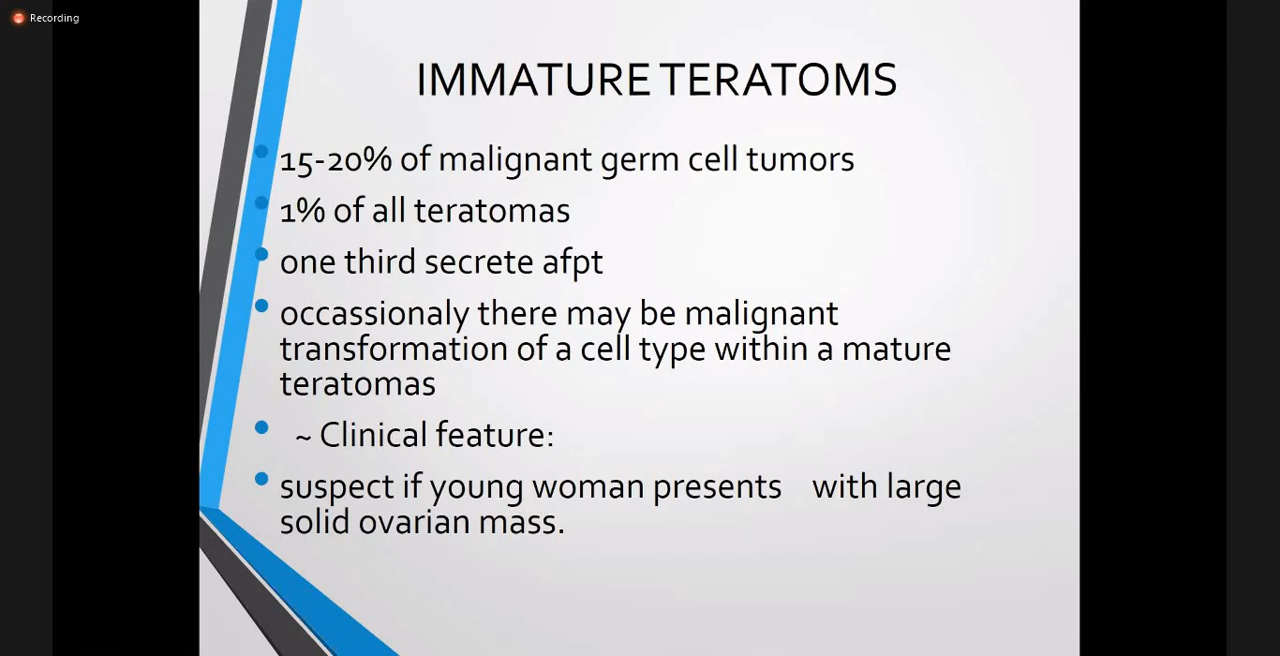 Recording
IMMATURE TERATOMS
15-20% of malignant germ cell tumors
1% of all teratomas
one third secrete afpt
occassionaly there may be malignant
transformation of a cell type within a mature
teratomas
~ Clinical feature:
suspect if young woman presents with large
solid ovarian mass.